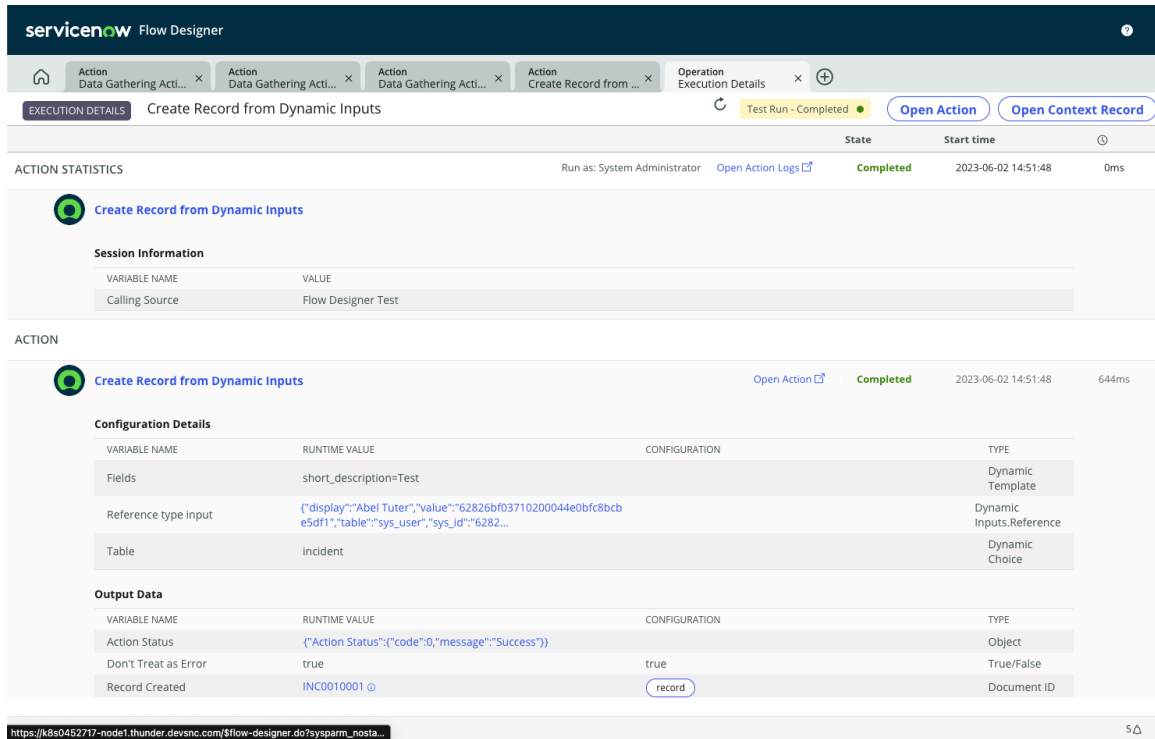 servicenow Flow Designer
Action
Data Gathering Acti...
Action
Data Gathering Acti...
Action
Data Gathering Acti...
Action
Create Record from ...
Operation
Execution Details
EXECUTION DETAILS Create Record from Dynamic Inputs Test Run - Completed Open Action Open Context Record
State Start time
ACTION STATISTICS Run as: System Administrator Open Action Logs Completed 2023-06-02 14:51:48 0ms
Create Record from Dynamic Inputs
Session Information
VARIABLE NAME VALUE
Calling Source Flow Designer Test
ACTION
Create Record from Dynamic Inputs Open Action Completed 2023-06-02 14:51:48 644ms
Configuration Details
VARIABLE NAME RUNTIME VALUE CONFIGURATION TYPE
Fields short_description=Test Dynamic
Template
Reference type input {"display":"Abel Tuter","value":"62826bf03710200044e0bfc8bcb Dynamic
e5df1","table":"sys_user","sys_id":"6282... Inputs.Reference
Table incident Dynamic
Choice
Output Data
VARIABLE NAME RUNTIME VALUE CONFIGURATION TYPE
Action Status {"Action Status":{"code":0,"message":"Success"}} Object
Don't Treat as Error true true True/False
Record Created INC0010001 record Document ID
https://k8s0452717-node1.thunder.devsnc.com/$flow-designer.do?sysparm_nosta... 5